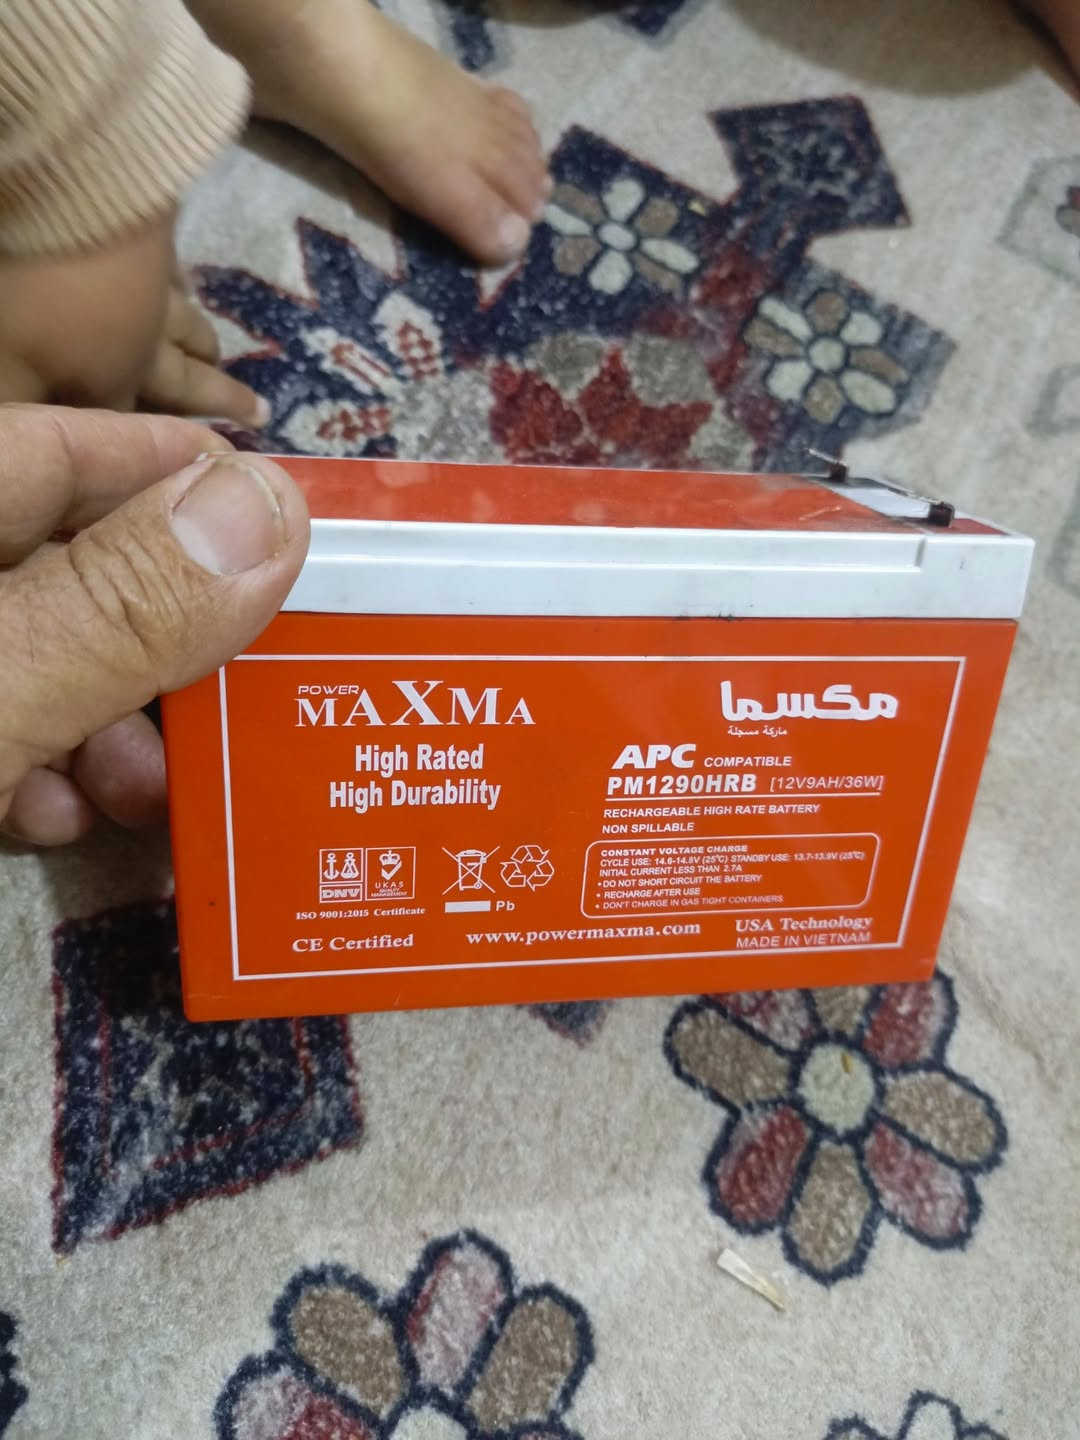 POWER
MAXMA
High Rated
High Durability
مكسما
ماركة مسجلة
APC COMPATIBLE
PM1290HRB [12V9AH/36W]
RECHARGEABLE HIGH RATE BATTERY
NON SPILLABLE
CONSTANT VOLTAGE CHARGE
CYCLE USE: 14.6-14.8V (25℃) STANDBY USE: 13.7-13.9V (25℃)
INITIAL CURRENT LESS THAN 2.7A
• DO NOT SHORT CIRCUIT THE BATTERY
• RECHARGE AFTER USE
• DON'T CHARGE IN GAS TIGHT CONTAINERS
DNV
UKAS
QUALITY
MANAGEMENT
Pb
ISO 9001:2015 Certificate
CE Certified
www.powermaxma.com
USA Technology
MADE IN VIETNAM